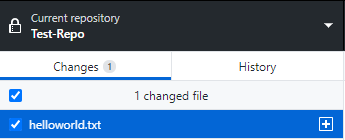 Current repository
Test-Repo
Changes 1
History
1 changed file
helloworld.txt